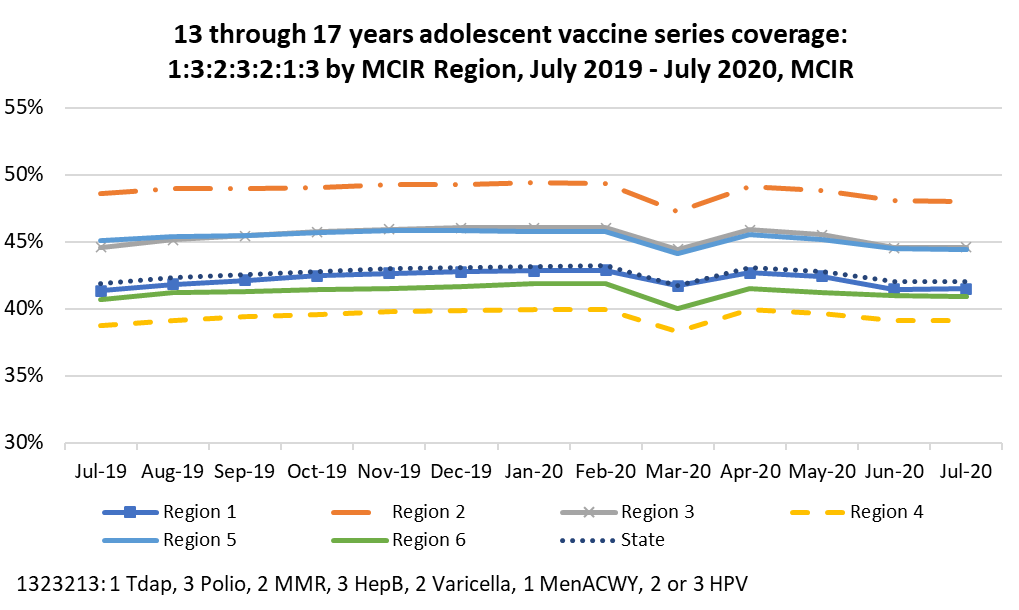 13 through 17 years adolescent vaccine series coverage:
1:3:2:3:2:1:3 by MCIR Region, July 2019 - July 2020, MCIR
55%
50%
45%
40%
35%
30%
Jul-19 Aug-19 Sep-19 Oct-19 Nov-19 Dec-19 Jan-20 Feb-20 Mar-20 Apr-20 May-20 Jun-20 Jul-20
Region 1 Region 2 Region 3 Region 4
Region 5 Region 6 State
1323213: 1 Tdap, 3 Polio, 2 MMR, 3 HepB, 2 Varicella, 1 MenACWY, 2 or 3 HPV